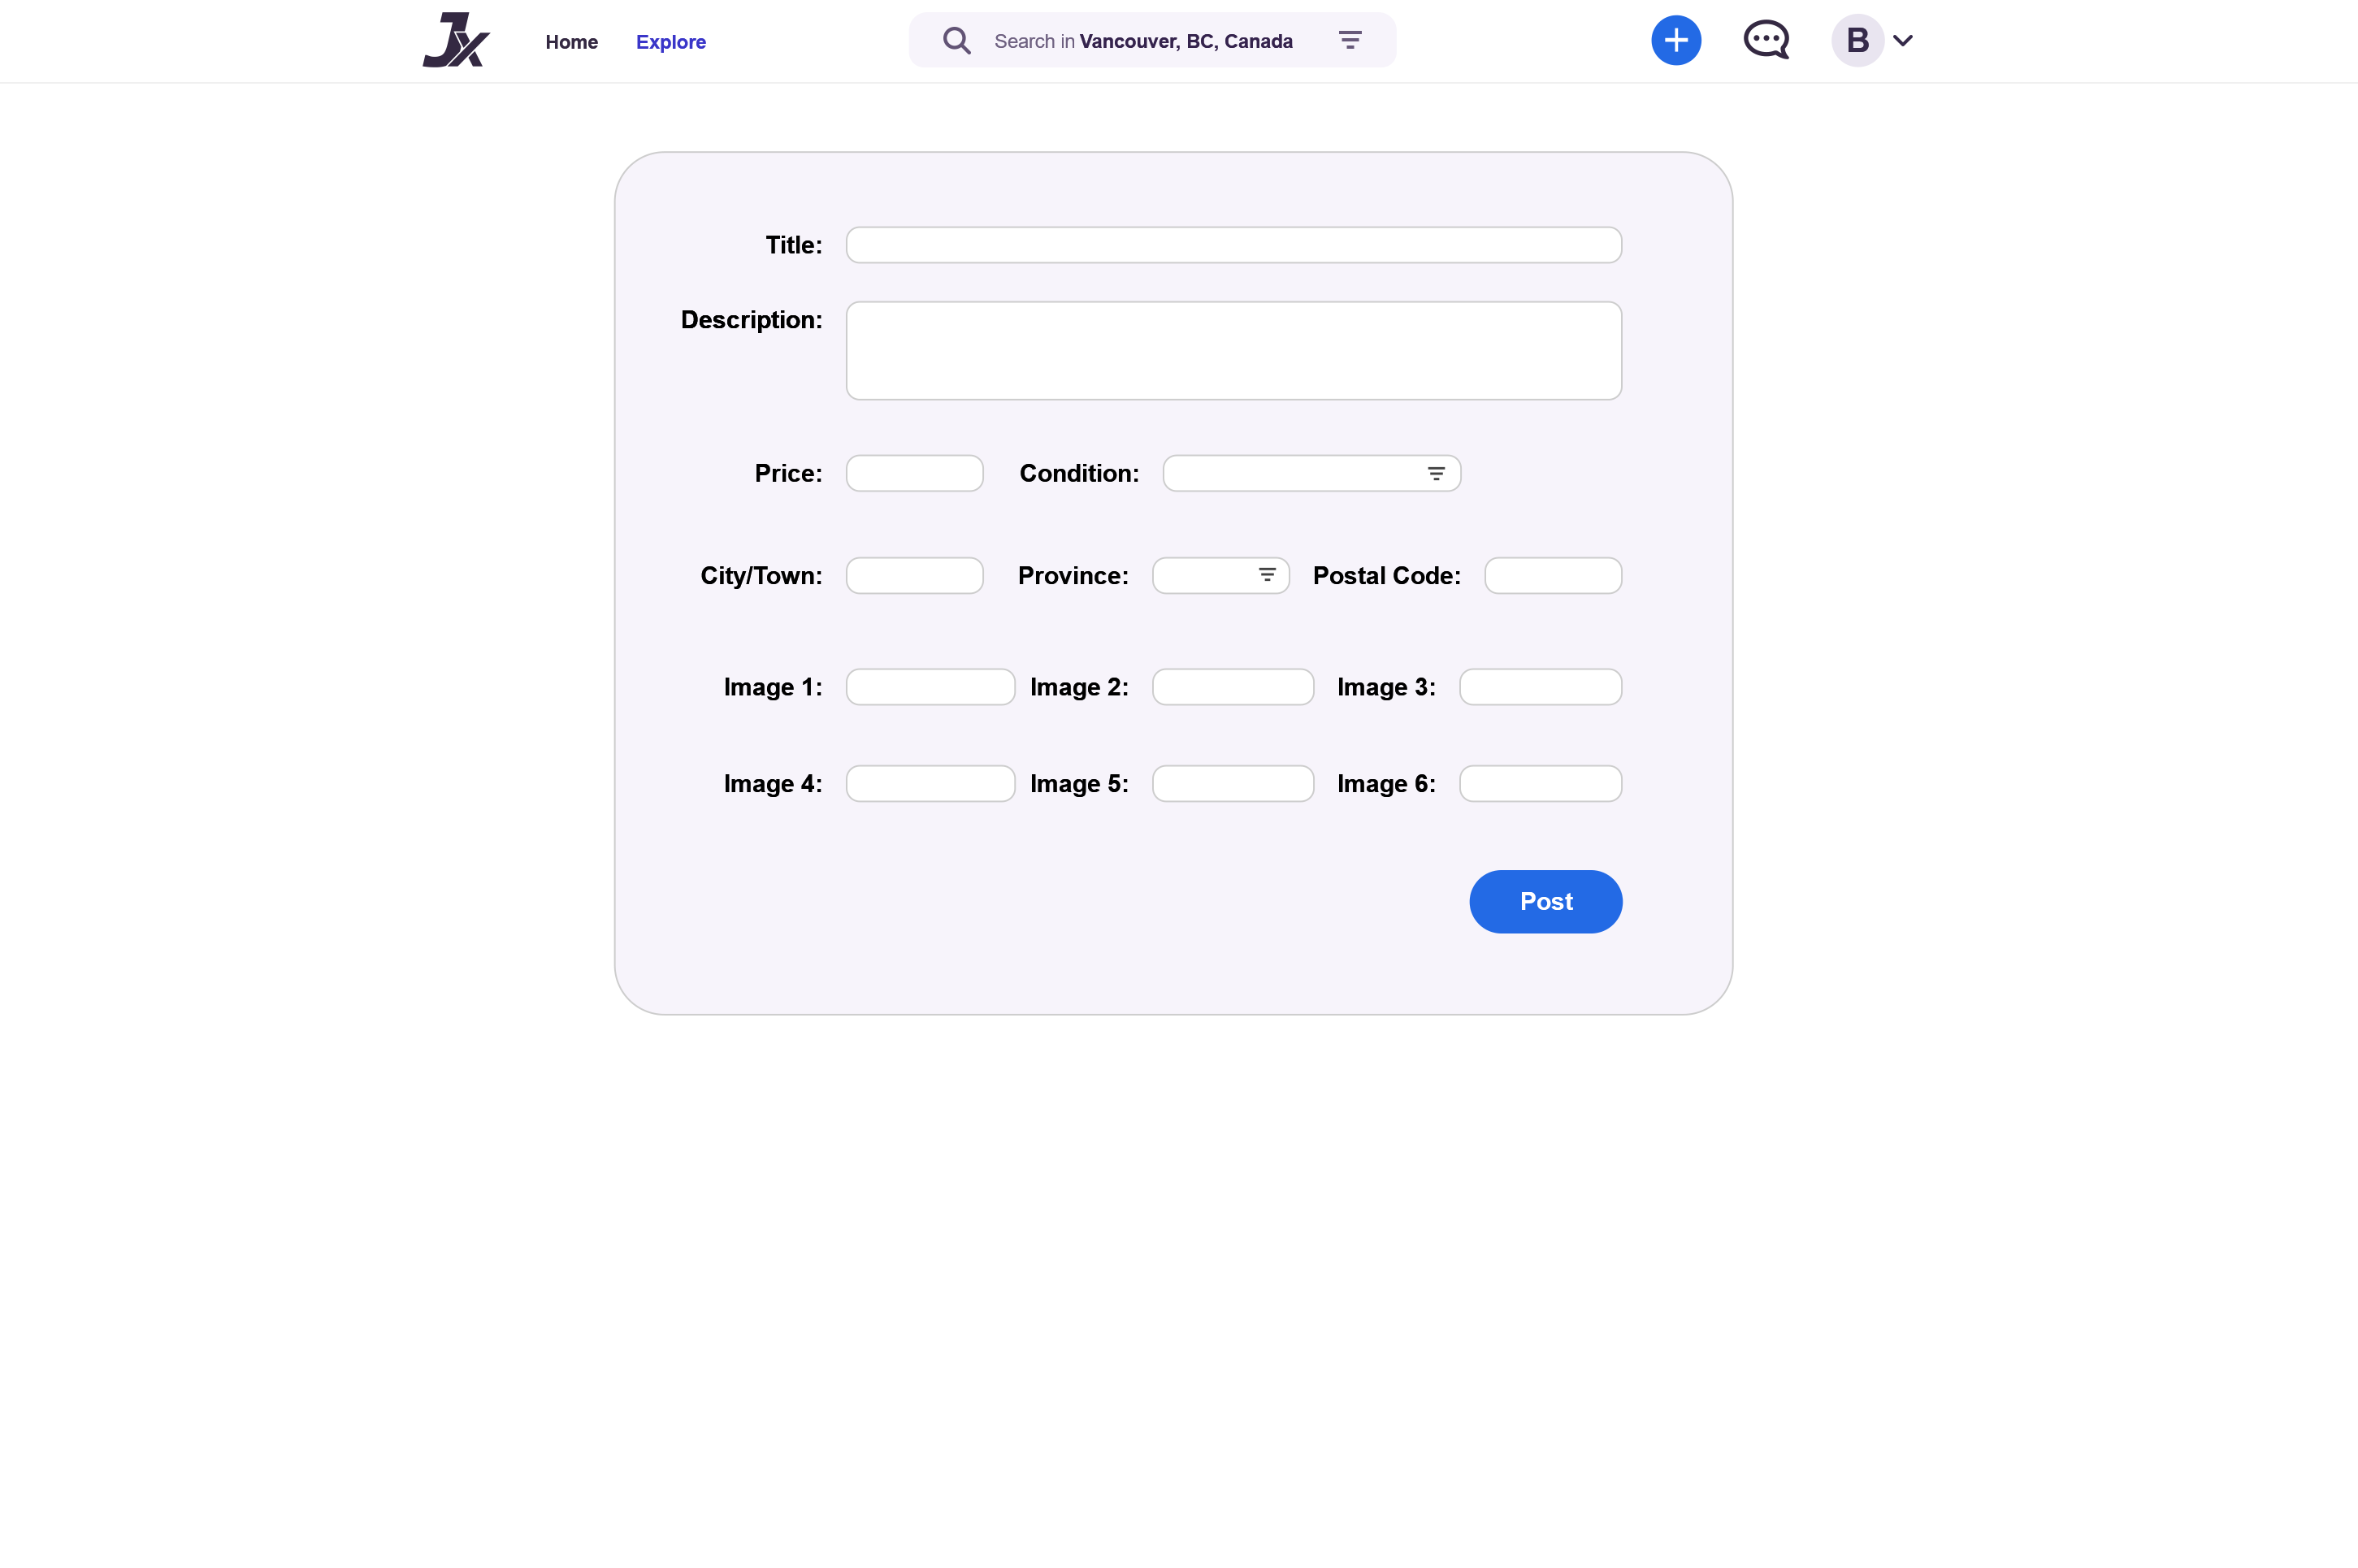 Jx
Home
Explore
Search in Vancouver, BC, Canada
B
Title:
Description:
Price:
Condition:
City/Town:
Province:
Postal Code:
Image 1:
Image 2:
Image 3:
Image 4:
Image 5:
Image 6:
Post